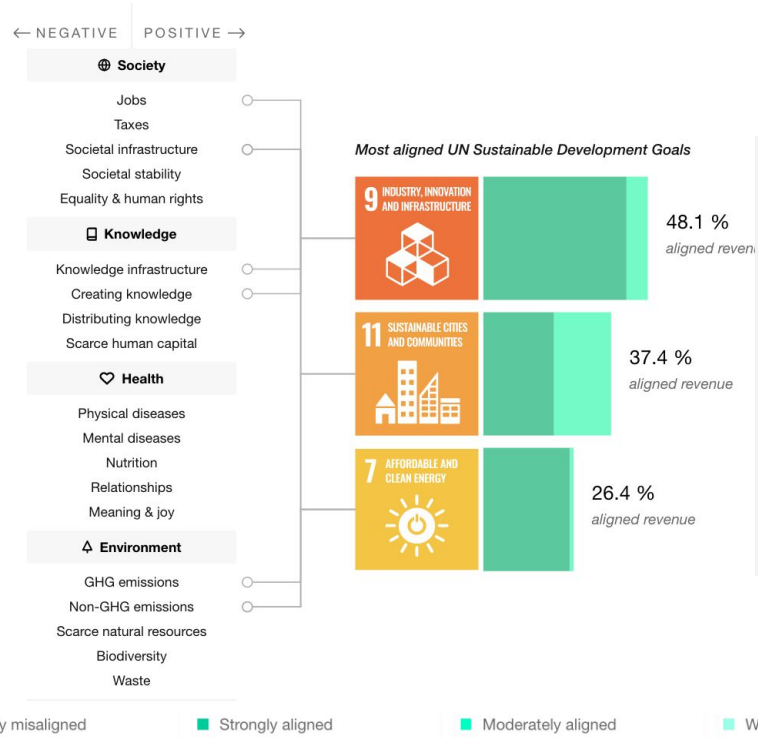 ← NEGATIVE
POSITIVE →
Society
Jobs
Taxes
Societal infrastructure
Societal stability
Equality & human rights
Knowledge
Knowledge infrastructure
Creating knowledge
Distributing knowledge
Scarce human capital
Health
Physical diseases
Mental diseases
Nutrition
Relationships
Meaning & joy
Environment
GHG emissions
Non-GHG emissions
Scarce natural resources
Biodiversity
Waste
Most aligned UN Sustainable Development Goals
9 INDUSTRY, INNOVATION
AND INFRASTRUCTURE
48.1 %
aligned
11 SUSTAINABLE CITIES
AND COMMUNITIES
37.4 %
aligned revenue
7 AFFORDABLE AND
CLEAN ENERGY
26.4 %
aligned revenue
misaligned
Strongly aligned
Moderately aligned